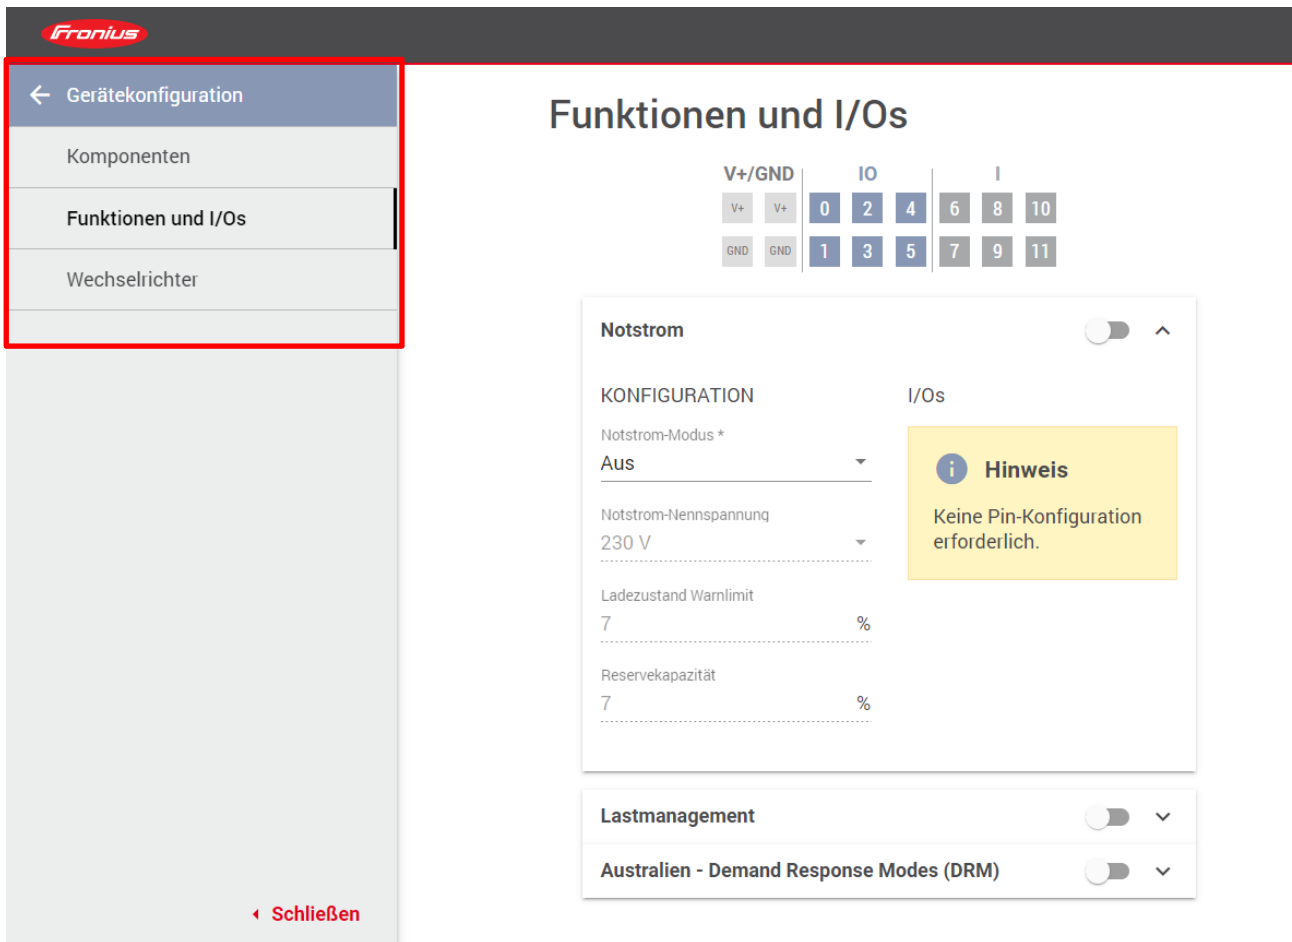 Fronius
Gerätekonfiguration
Komponenten
Funktionen und I/Os
Wechselrichter
Schließen
Funktionen und I/Os
V+/GND IO I
V+ V+ 0 2 4 6 8 10
GND GND 1 3 5 7 9 11
Notstrom
KONFIGURATION
Notstrom-Modus *
Aus
Notstrom-Nennspannung
230 V
Ladezustand Warnlimit
7 %
Reservekapazität
7 %
I/Os
Hinweis
Keine Pin-Konfiguration
erforderlich.
Lastmanagement
Australien - Demand Response Modes (DRM)